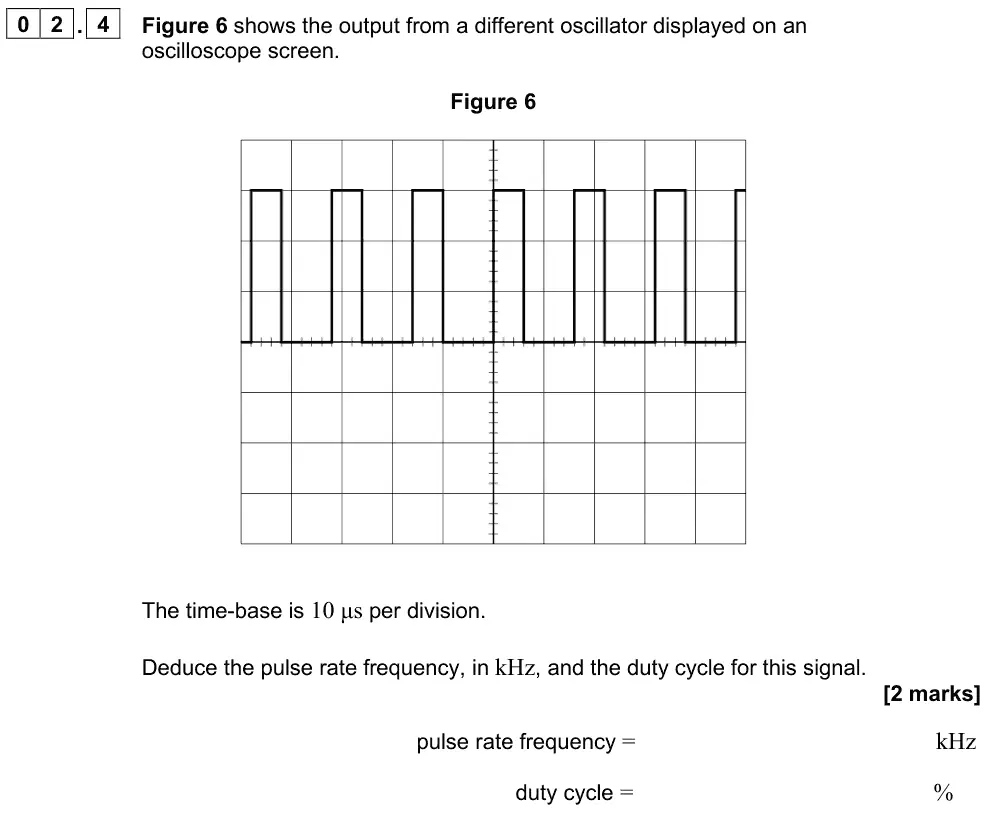 0 2 . 4 Figure 6 shows the output from a different oscillator displayed on an
oscilloscope screen.
Figure 6
The time-base is 10 µs per division.
Deduce the pulse rate frequency, in kHz, and the duty cycle for this signal.
[2 marks]
pulse rate frequency = kHz
duty cycle = %